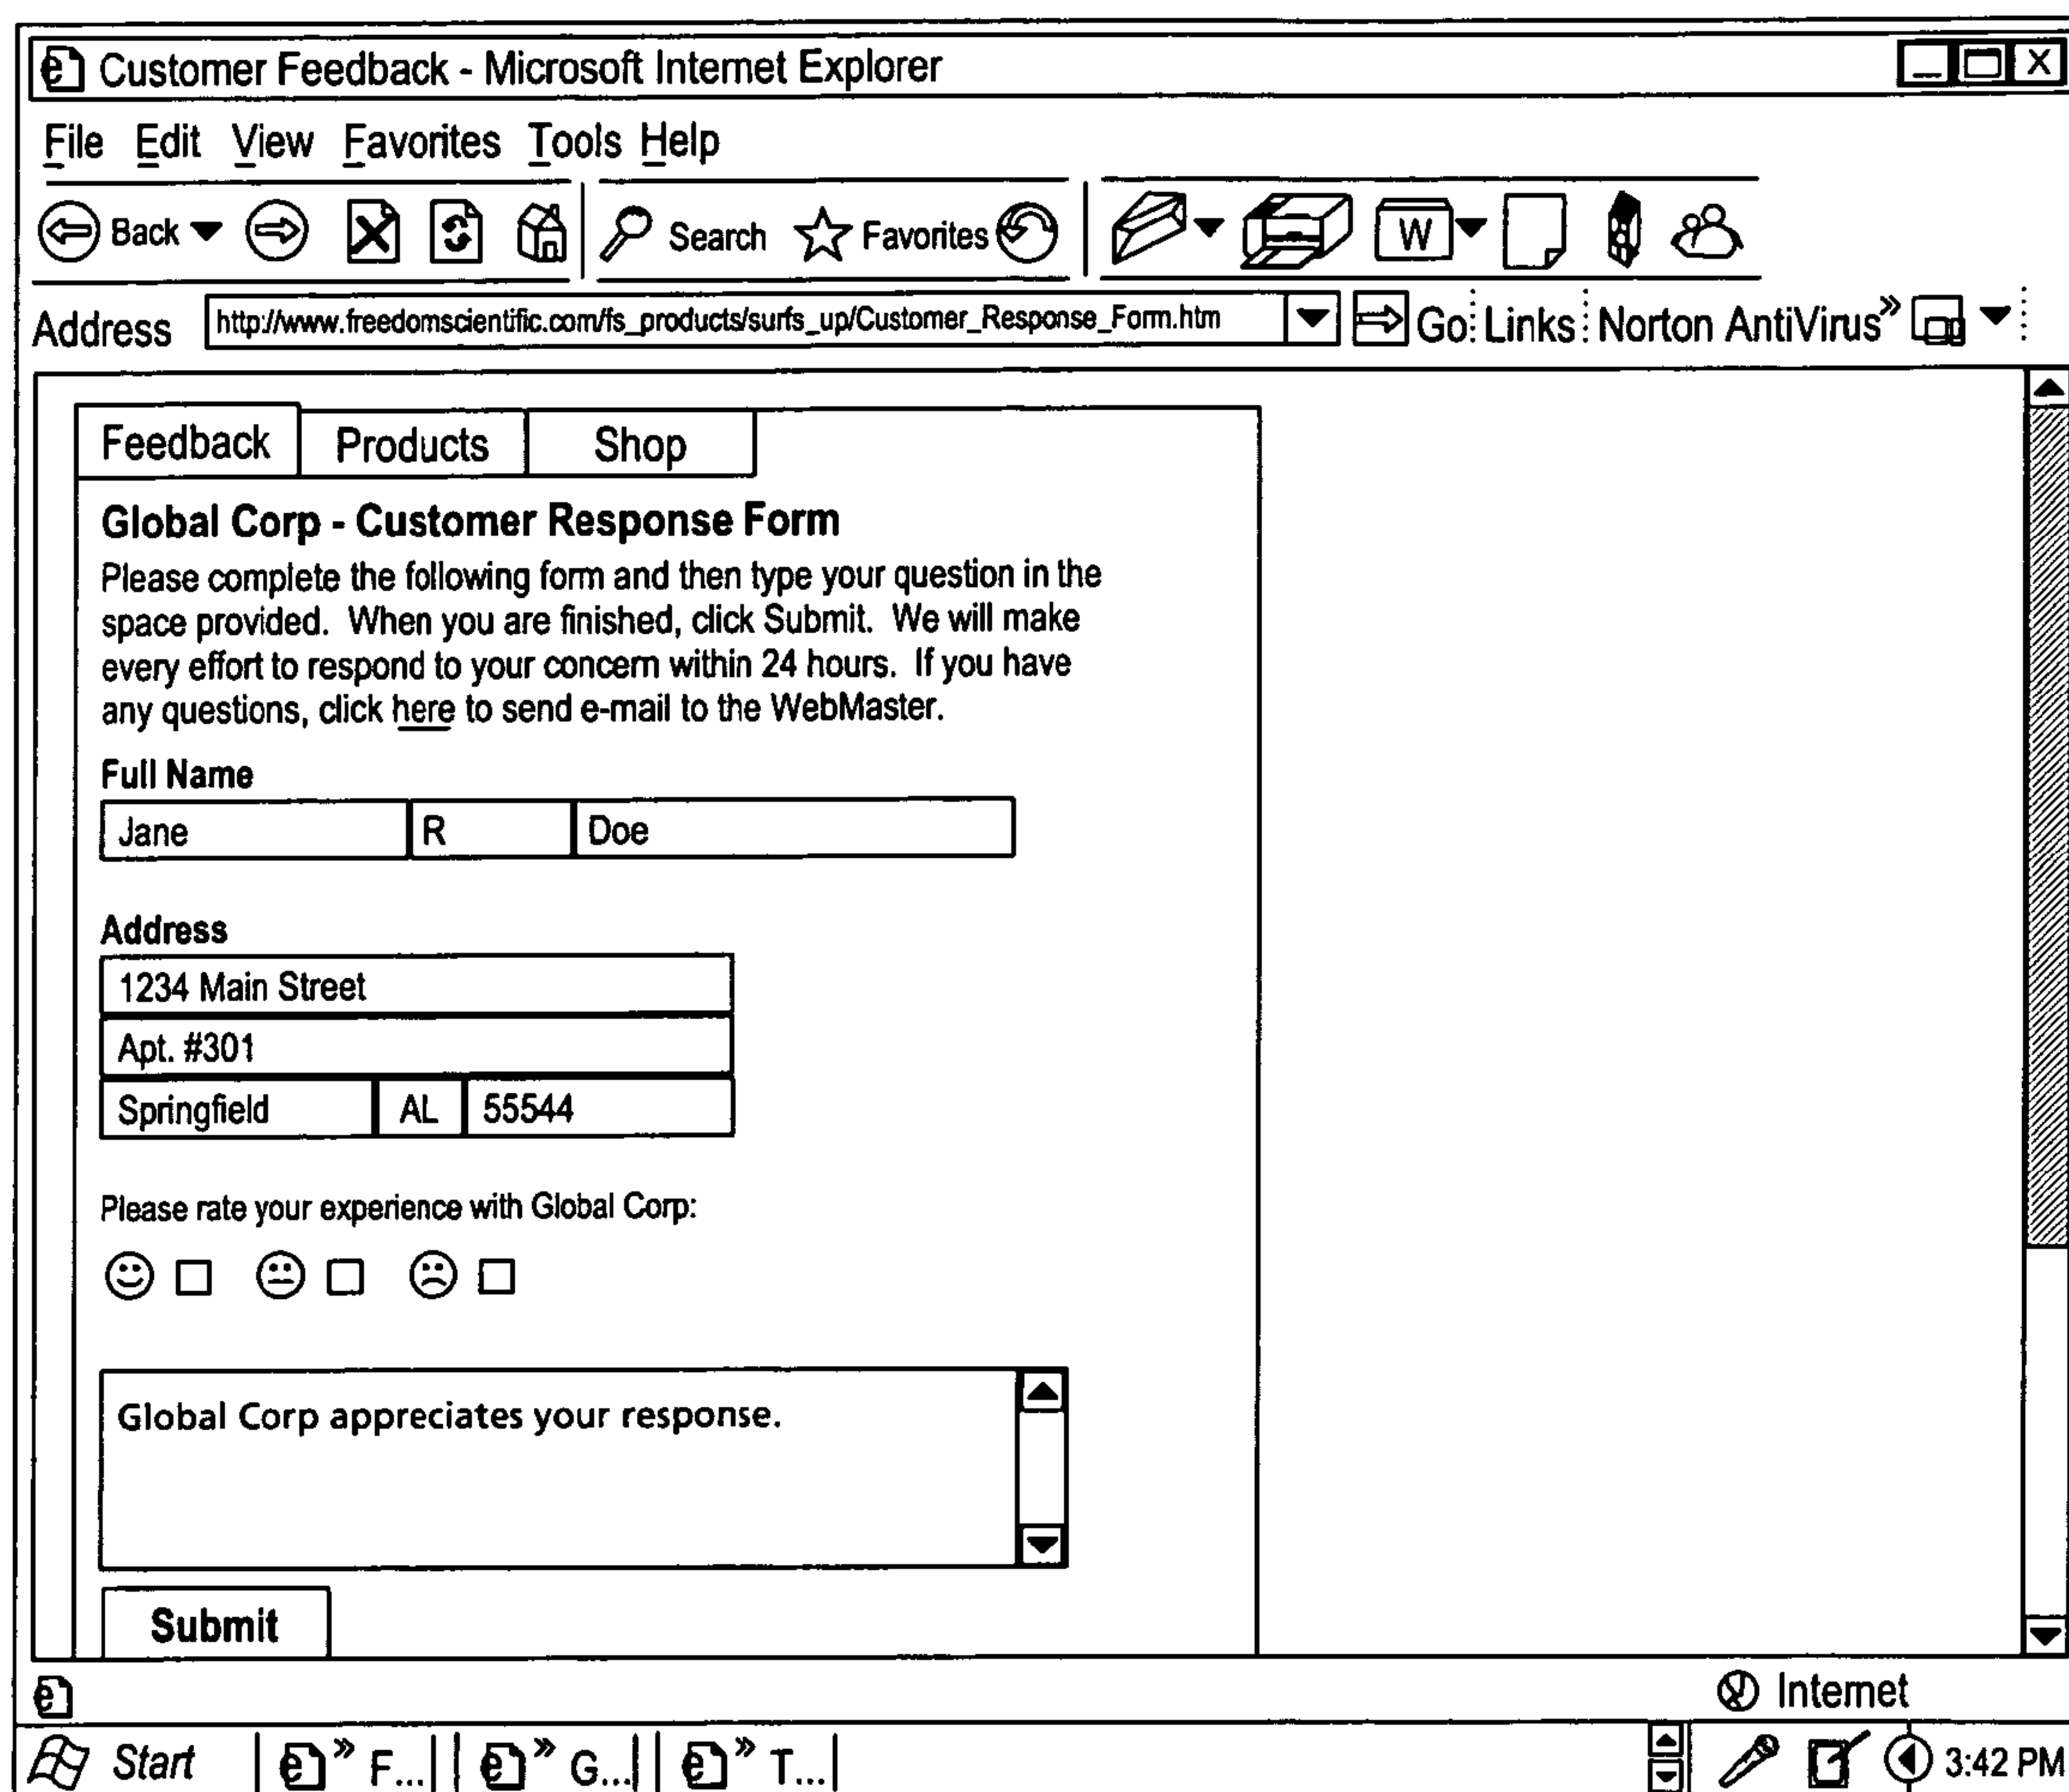 Customer Feedback - Microsoft Internet Explorer
X
File Edit View Favorites Tools Help
Back Search Favorites W
Address http://www.freedomscientific.com/fs_products/surfs_up/Customer_Response_Form.htm Go Links Norton AntiVirus »
Feedback Products Shop
Global Corp - Customer Response Form
Please complete the following form and then type your question in the
space provided. When you are finished, click Submit. We will make
every effort to respond to your concern within 24 hours. If you have
any questions, click here to send e-mail to the WebMaster.
Full Name
Jane R Doe
Address
1234 Main Street
Apt. #301
Springfield AL 55544
Please rate your experience with Global Corp:
Global Corp appreciates your response.
Submit
Internet
Start » F... » G... » T... 3:42 PM